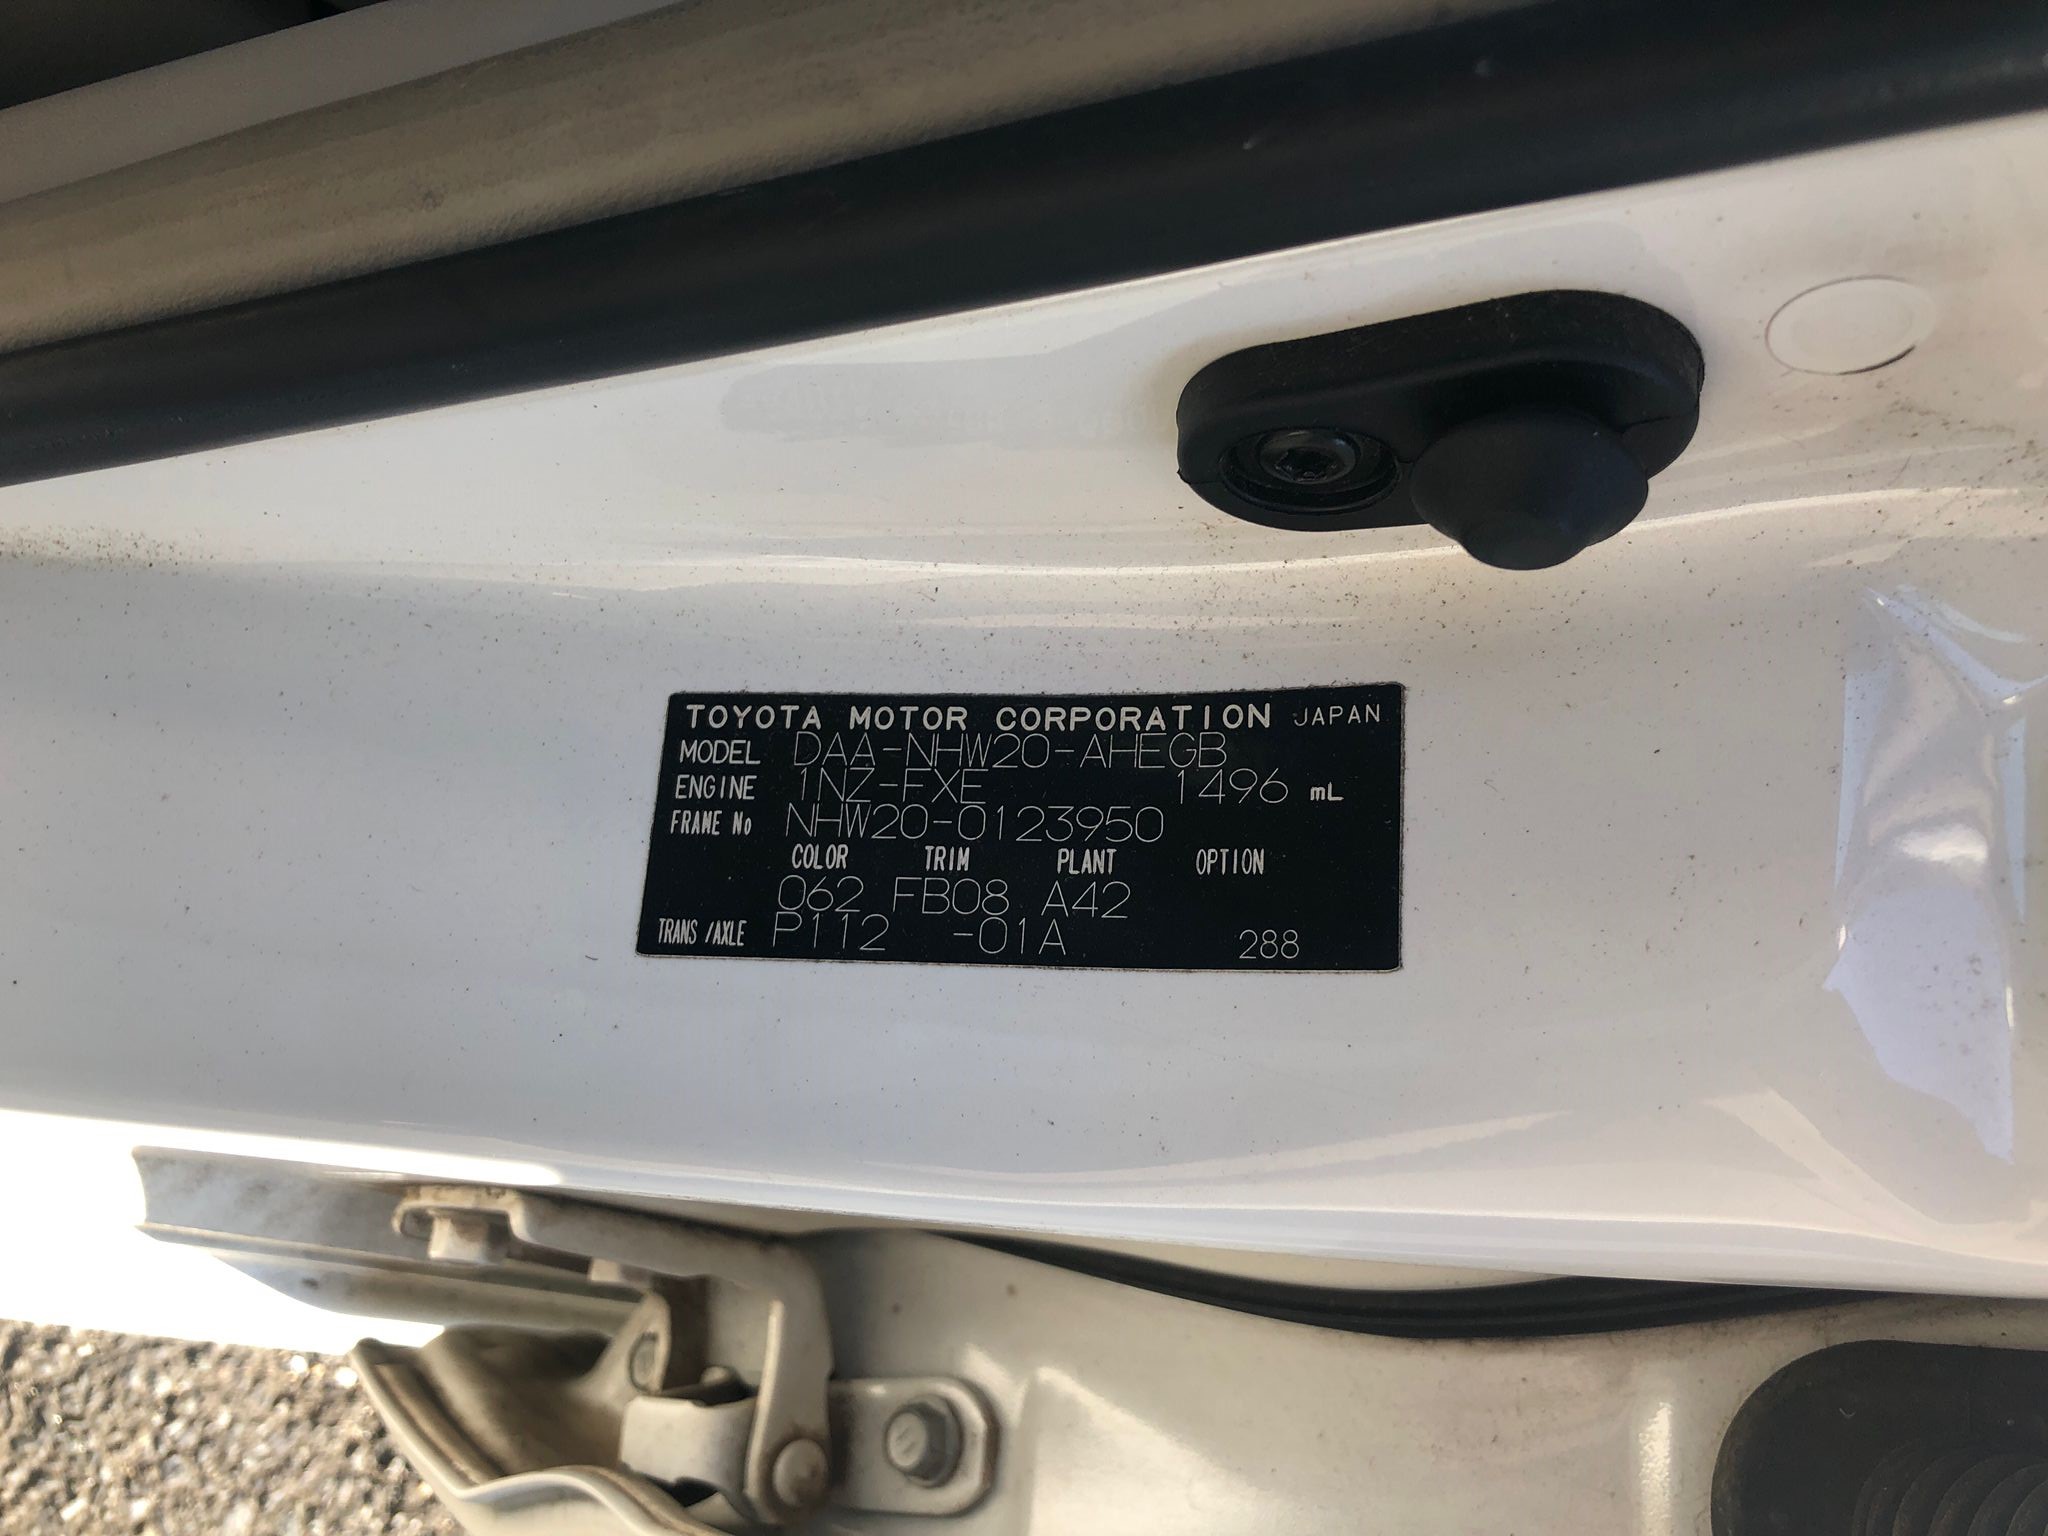 TOYOTA MOTOR CORPORATION JAPAN
MODEL DAA-NHW20-AHEGB
ENGINE 1NZ-FXE 1496 mL
FRAME No NHW20-0123950
COLOR TRIM PLANT OPTION
062 FB08 A42
TRANS/AXLE P112 -01A 288